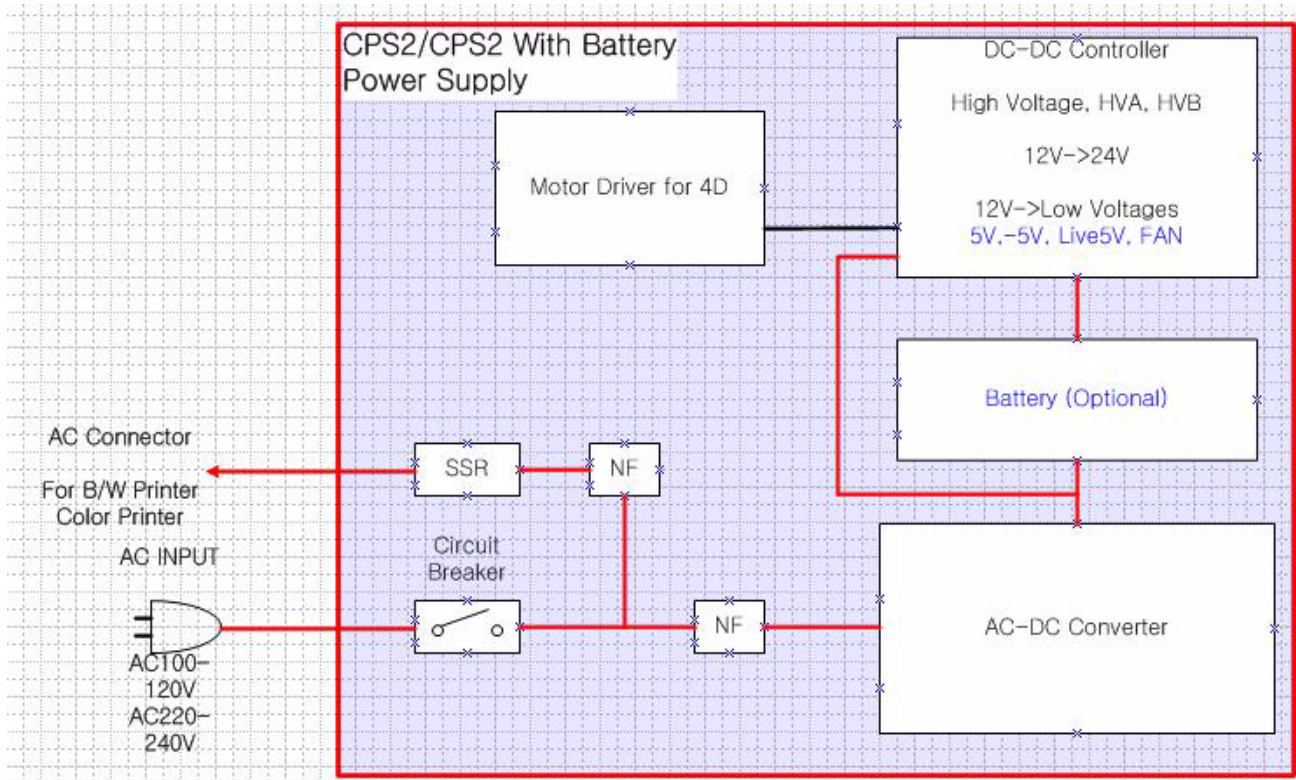 CPS2/CPS2 With Battery
Power Supply
DC-DC Controller
High Voltage, HVA, HVB
12V->24V
12V->Low Voltages
5V,-5V, Live5V, FAN
Motor Driver for 4D
Battery (Optional)
AC Connector
For B/W Printer
Color Printer
SSR
NF
AC INPUT
Circuit
Breaker
NF
AC-DC Converter
AC100-
120V
AC220-
240V